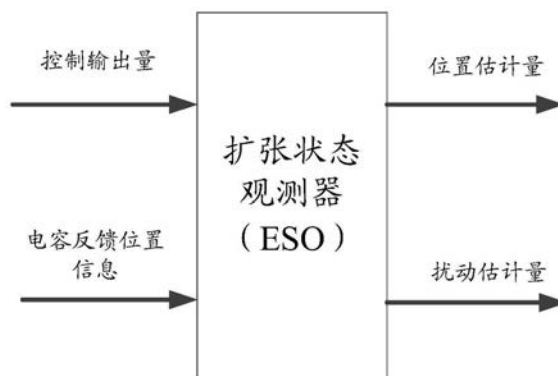 控制输出量
电容反馈位置
信息
扩张状态
观测器
（ESO）
位置估计量
扰动估计量